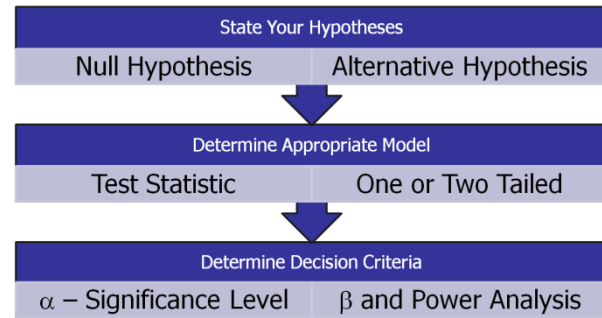 State Your Hypotheses
Null Hypothesis Alternative Hypothesis
Determine Appropriate Model
Test Statistic One or Two Tailed
Determine Decision Criteria
α – Significance Level β and Power Analysis